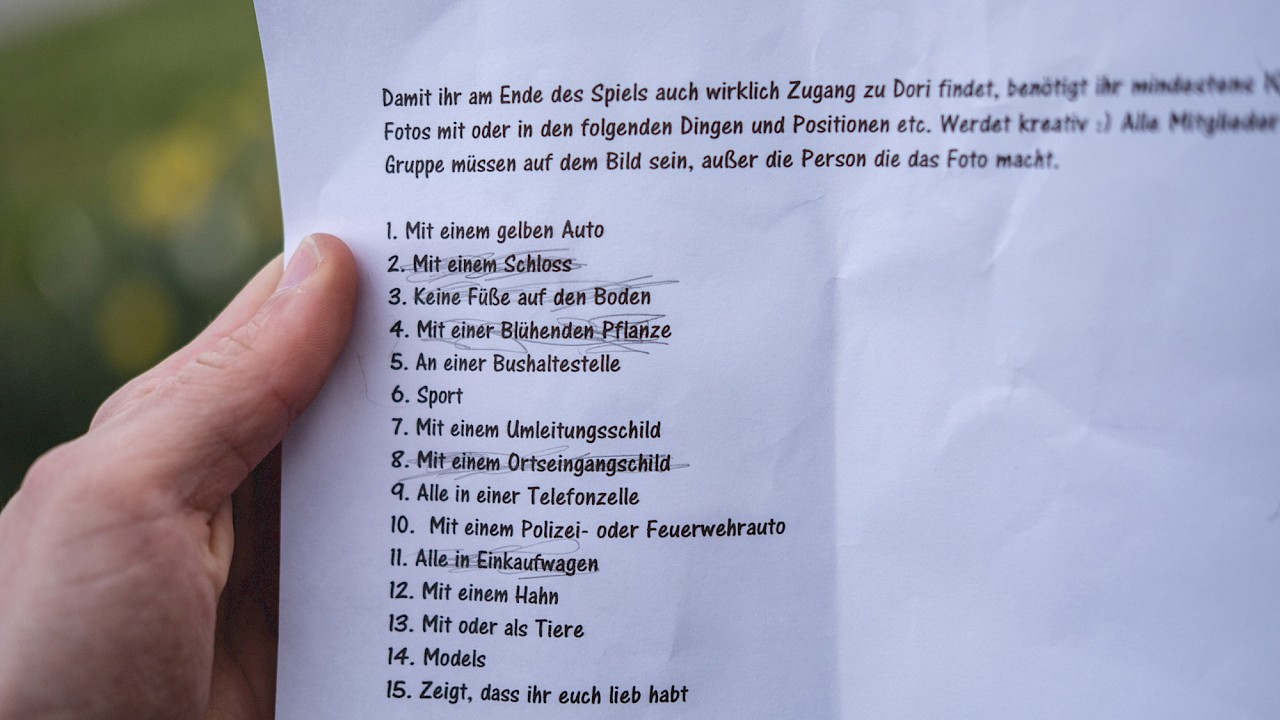 Damit ihr am Ende des Spiels auch wirklich Zugang zu Dori findet, benötigt ihr mindestens
Fotos mit oder in den folgenden Dingen und Positionen etc. Werdet kreativ :) Alle Mitglieder
Gruppe müssen auf dem Bild sein, außer die Person die das Foto macht.
1. Mit einem gelben Auto
2. Mit einem Schloss
3. Keine Füße auf den Boden
4. Mit einer Blühenden Pflanze
5. An einer Bushaltestelle
6. Sport
7. Mit einem Umleitungsschild
8. Mit einem Ortseingangschild
9. Alle in einer Telefonzelle
10. Mit einem Polizei- oder Feuerwehrauto
11. Alle in Einkaufwagen
12. Mit einem Hahn
13. Mit oder als Tiere
14. Models
15. Zeigt, dass ihr euch lieb habt